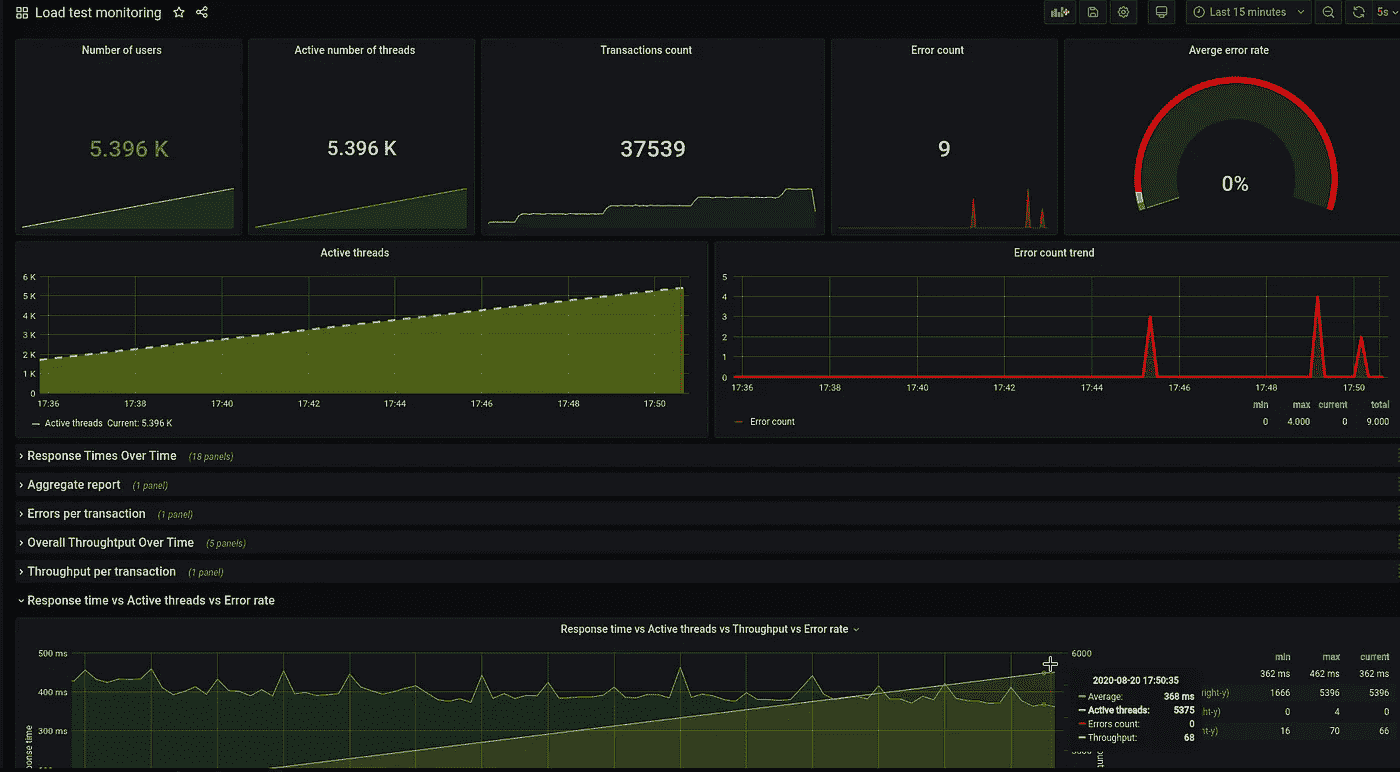 Load test monitoring
Last 15 minutes
5s
Number of users
Active number of threads
Transactions count
Error count
Averge error rate
5.396 K
5.396 K
37539
9
0%
Active threads
6 K
5 K
4 K
3 K
2 K
1 K
0
17:36 17:38 17:40 17:42 17:44 17:46 17:48 17:50
Active threads Current: 5.396 K
Error count trend
5
4
3
2
1
0
17:36 17:38 17:40 17:42 17:44 17:46 17:48 17:50
min max current total
Error count 0 4.000 0 9.000
Response Times Over Time (18 panels)
Aggregate report (1 panel)
Errors per transaction (1 panel)
Overall Throughtput Over Time (5 panels)
Throughput per transaction (1 panel)
Response time vs Active threads vs Error rate
Response time vs Active threads vs Throughput vs Error rate
500 ms
400 ms
300 ms
ponse time
6000
2020-08-20 17:50:35
Average: 368 ms
Active threads: 5375
Errors count: 0
Throughput: 68
min max current
362 ms 462 ms 362 ms
right-y) 1666 5396 5396
ht-y) 0 4 0
t-y) 16 70 66